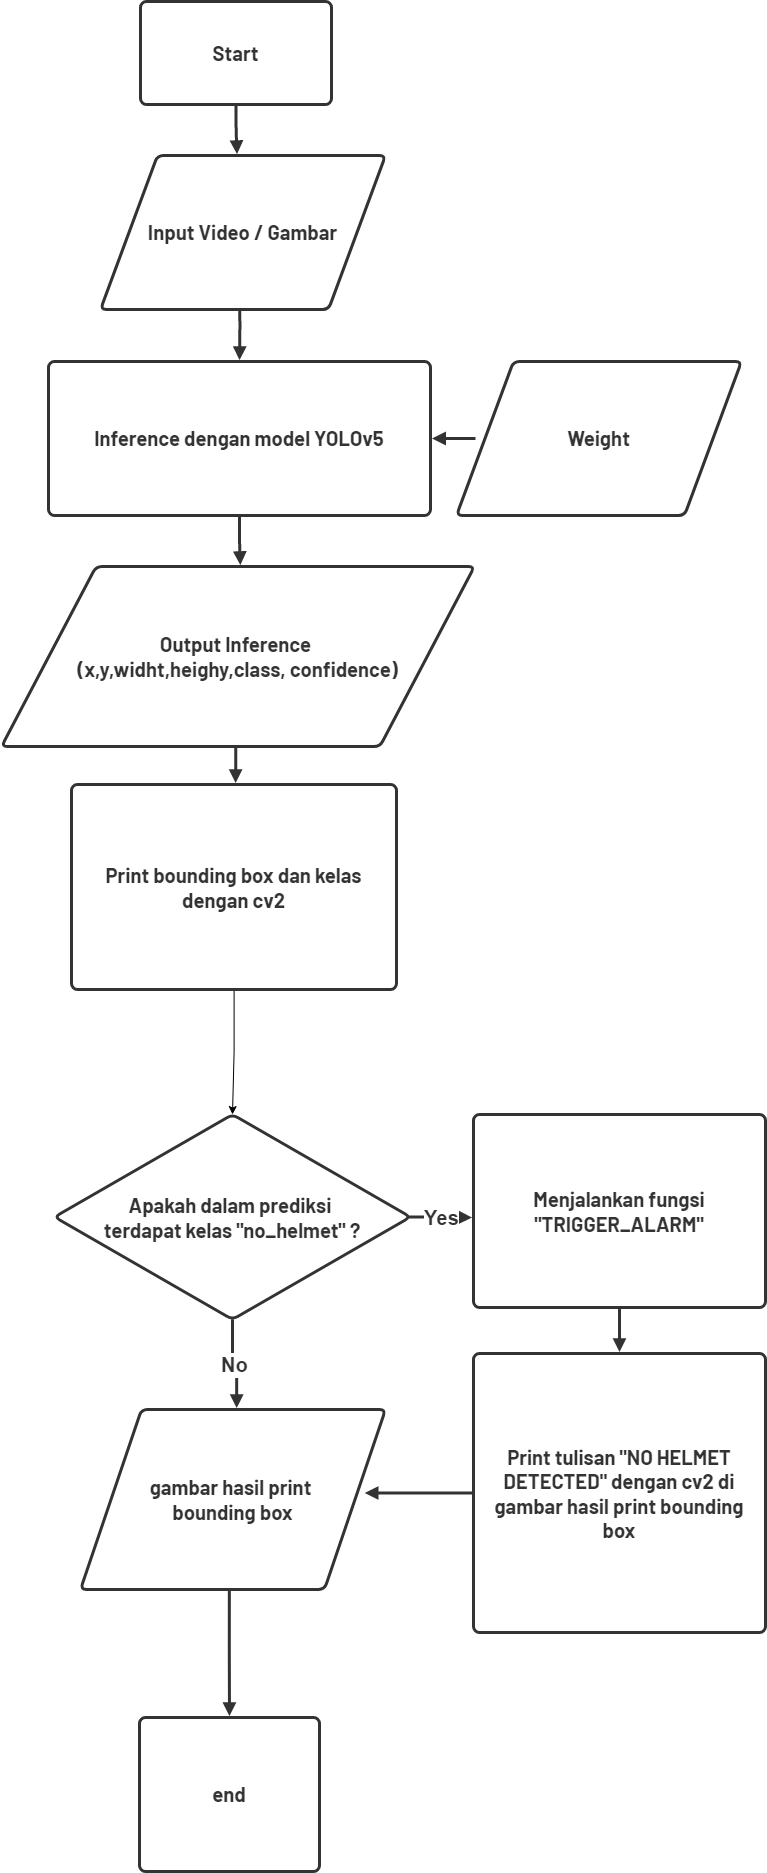 Start
Input Video / Gambar
Inference dengan model YOLOv5
Weight
Output Inference
(x,y,widht,heighy,class, confidence)
Print bounding box dan kelas
dengan cv2
Apakah dalam prediksi
terdapat kelas "no_helmet" ?
Yes
Menjalankan fungsi
"TRIGGER_ALARM"
No
Print tulisan "NO HELMET
DETECTED" dengan cv2 di
gambar hasil print bounding
box
gambar hasil print
bounding box
end